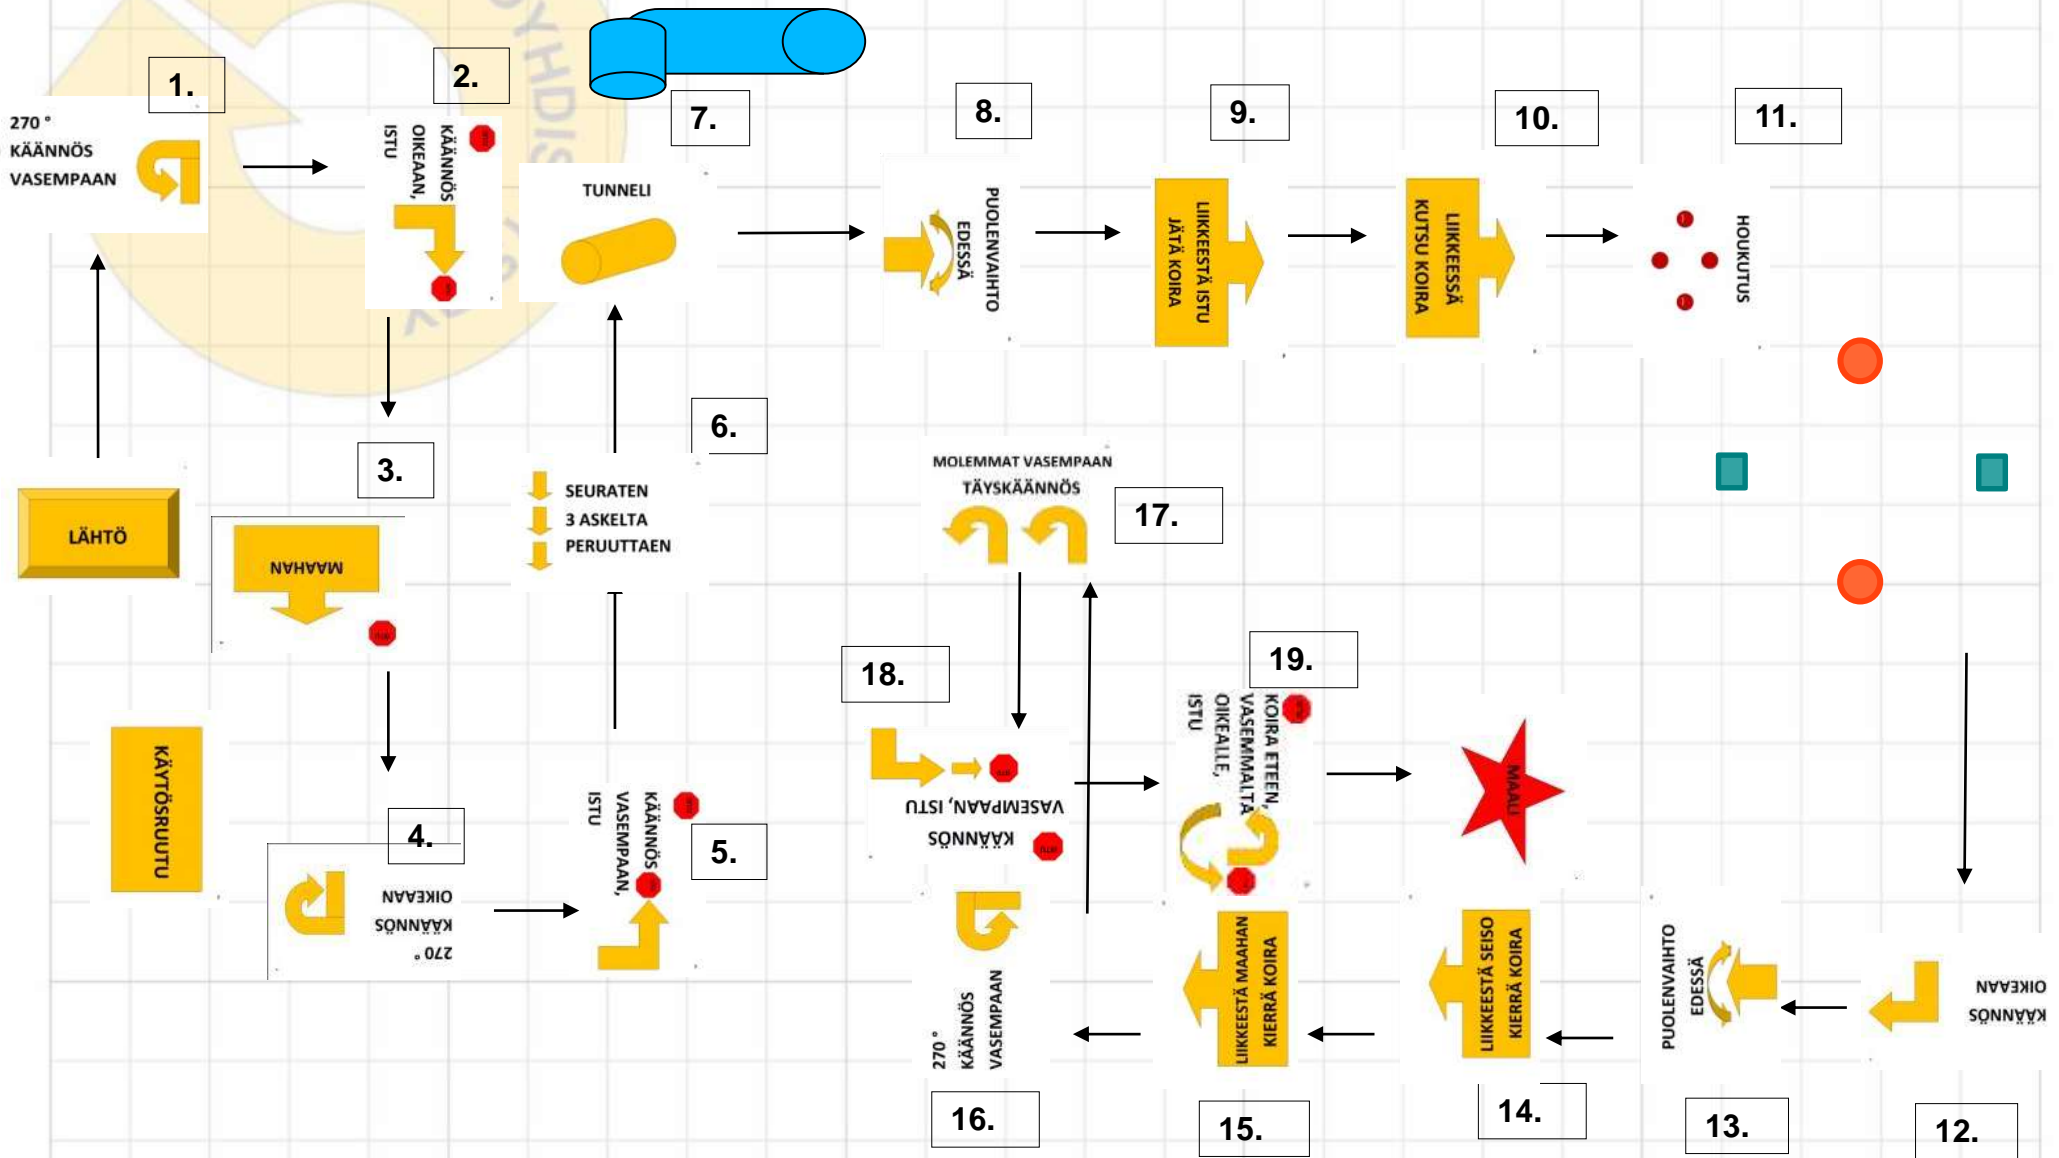 1.
270 °
KÄÄNNÖS
VASEMPAAN
2.
KÄÄNNÖS
OIKEAAN,
ISTU
7.
TUNNELI
8.
PUOLENVAIHTO
EDESSÄ
9.
LIIKKEESTÄ ISTU
JÄTÄ KOIRA
10.
LIIKKEESSÄ
KUTSU KOIRA
11.
HOUKUTUS
LÄHTÖ
3.
MAAHAN
6.
SEURATEN
3 ASKELTA
PERUUTTAEN
MOLEMMAT VASEMPAAN
TÄYSKÄÄNNÖS
17.
KÄYTÖSRUUTU
4.
270 °
KÄÄNNÖS
OIKEAAN
5.
KÄÄNNÖS
VASEMPAAN,
ISTU
18.
KÄÄNNÖS
VASEMPAAN, ISTU
19.
KOIRA ETEEN,
VASEMMALTA
OIKEALLE,
ISTU
MAALI
16.
270 °
KÄÄNNÖS
VASEMPAAN
15.
LIIKKEESTÄ MAAHAN
KIERRÄ KOIRA
14.
LIIKKEESTÄ SEISO
KIERRÄ KOIRA
13.
PUOLENVAIHTO
EDESSÄ
12.
KÄÄNNÖS
OIKEAAN